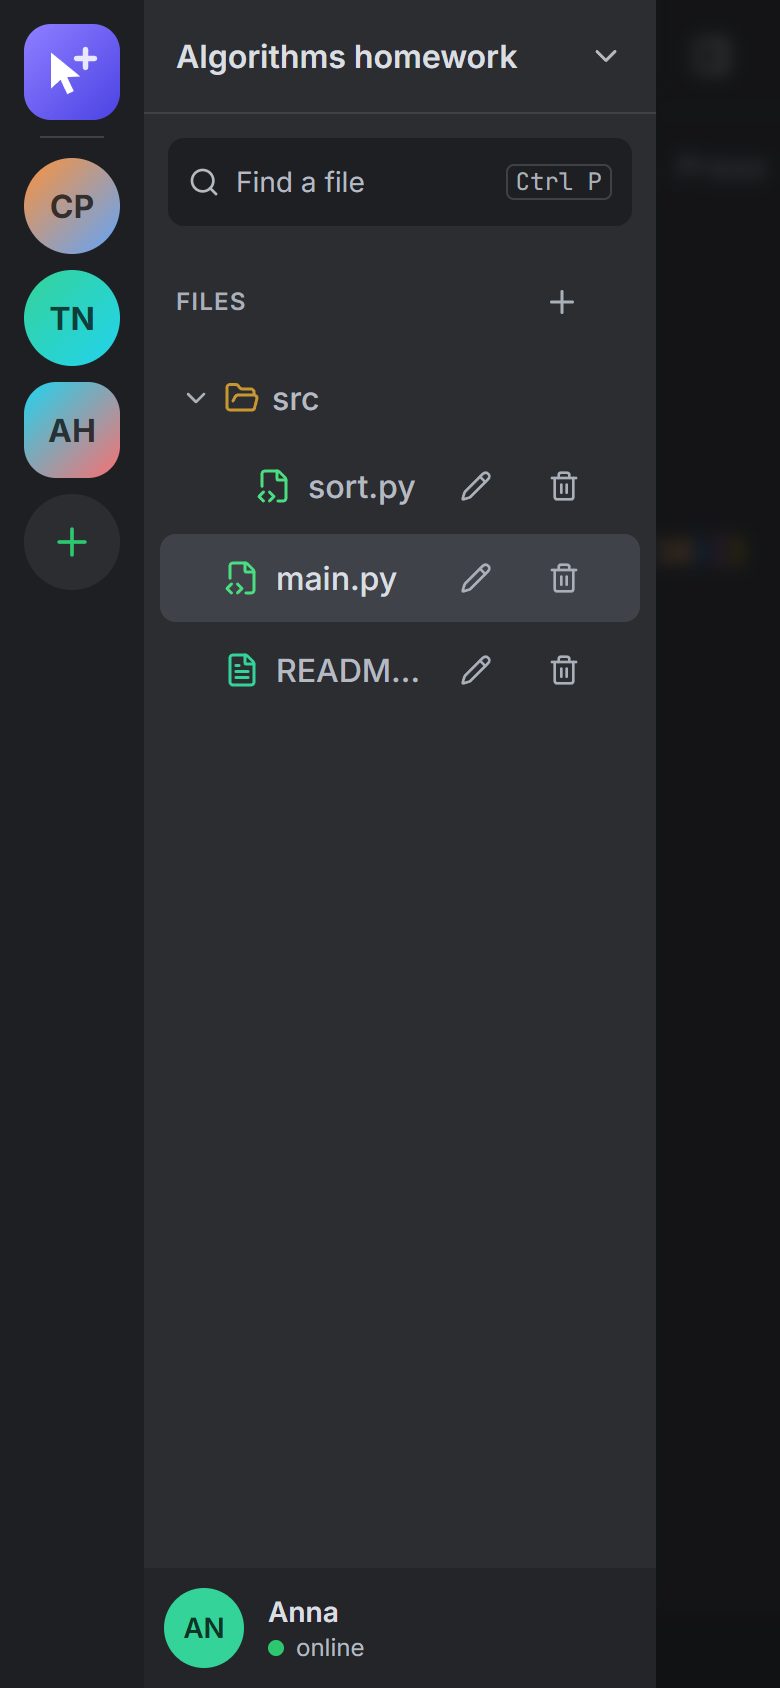 Algorithms homework
Find a file
Ctrl P
CP
FILES
TN
src
AH
sort.py
main.py
READM...
AN
Anna
online